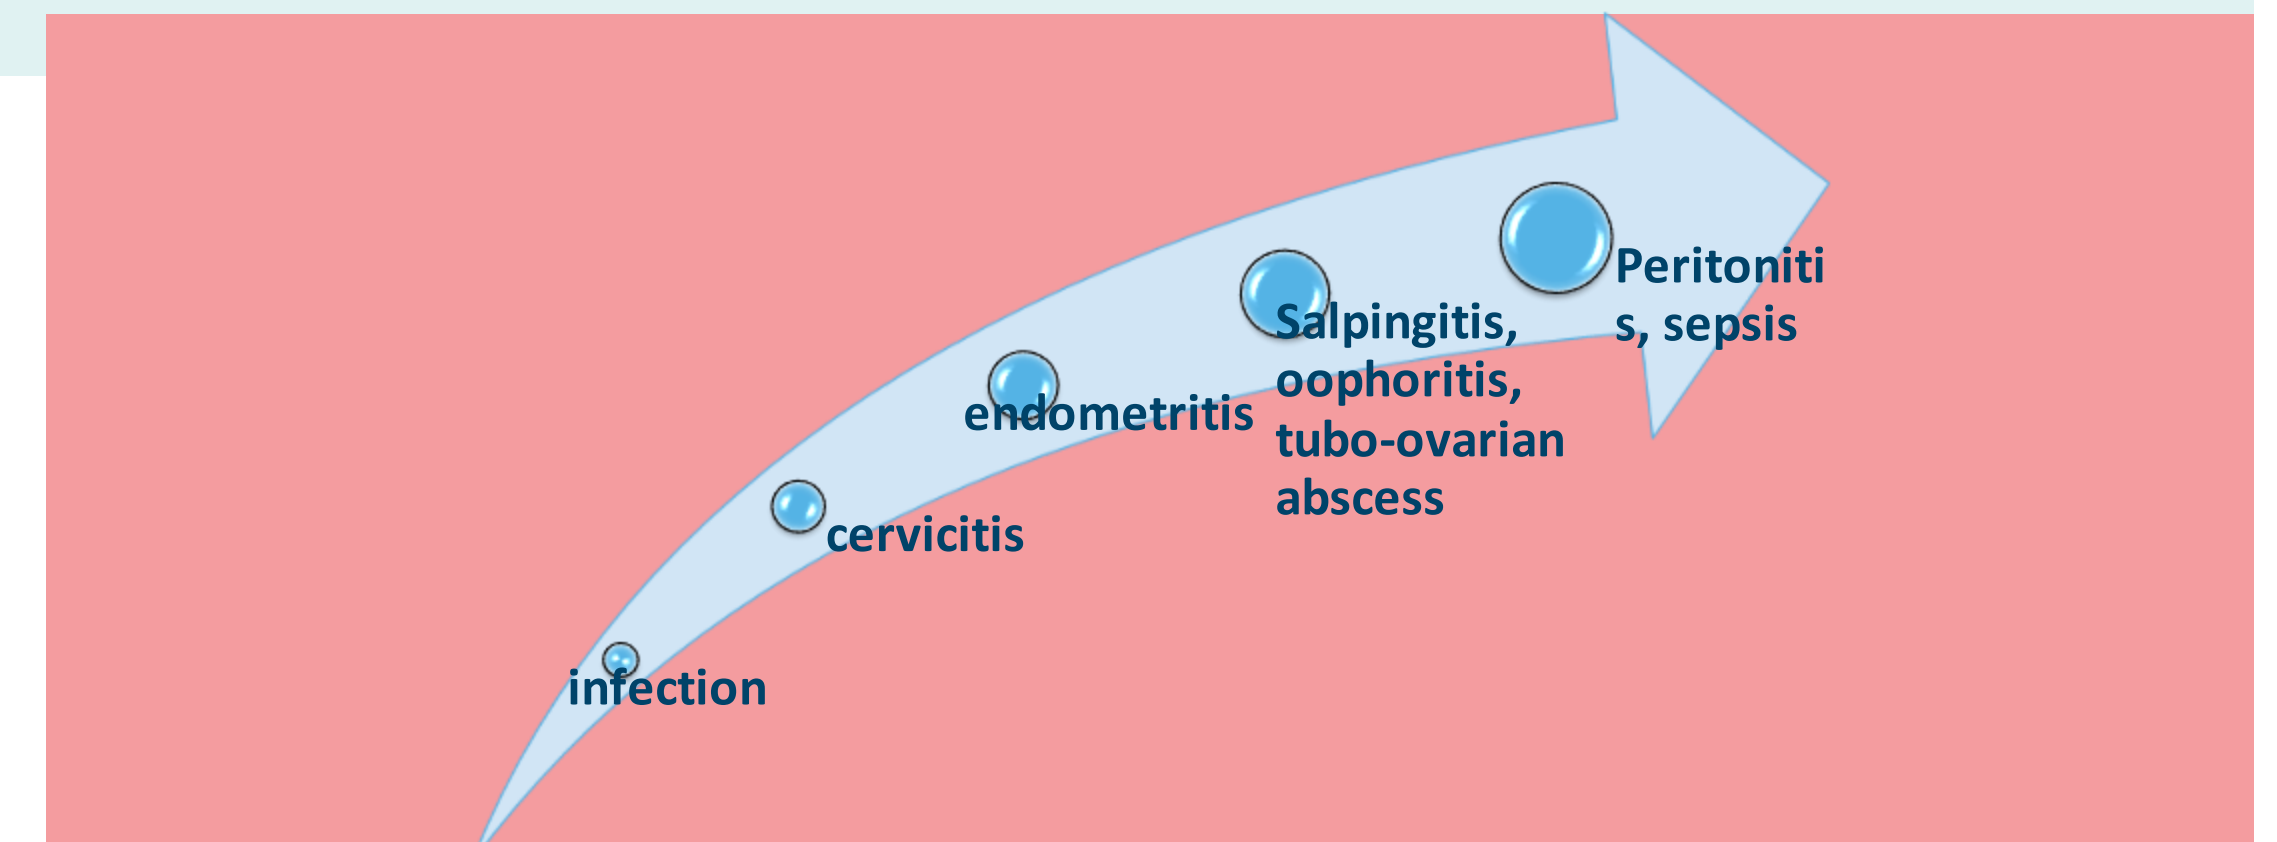 infection
cervicitis
endometritis
Salpingitis,
oophoritis,
tubo-ovarian
abscess
Peritoniti
s, sepsis